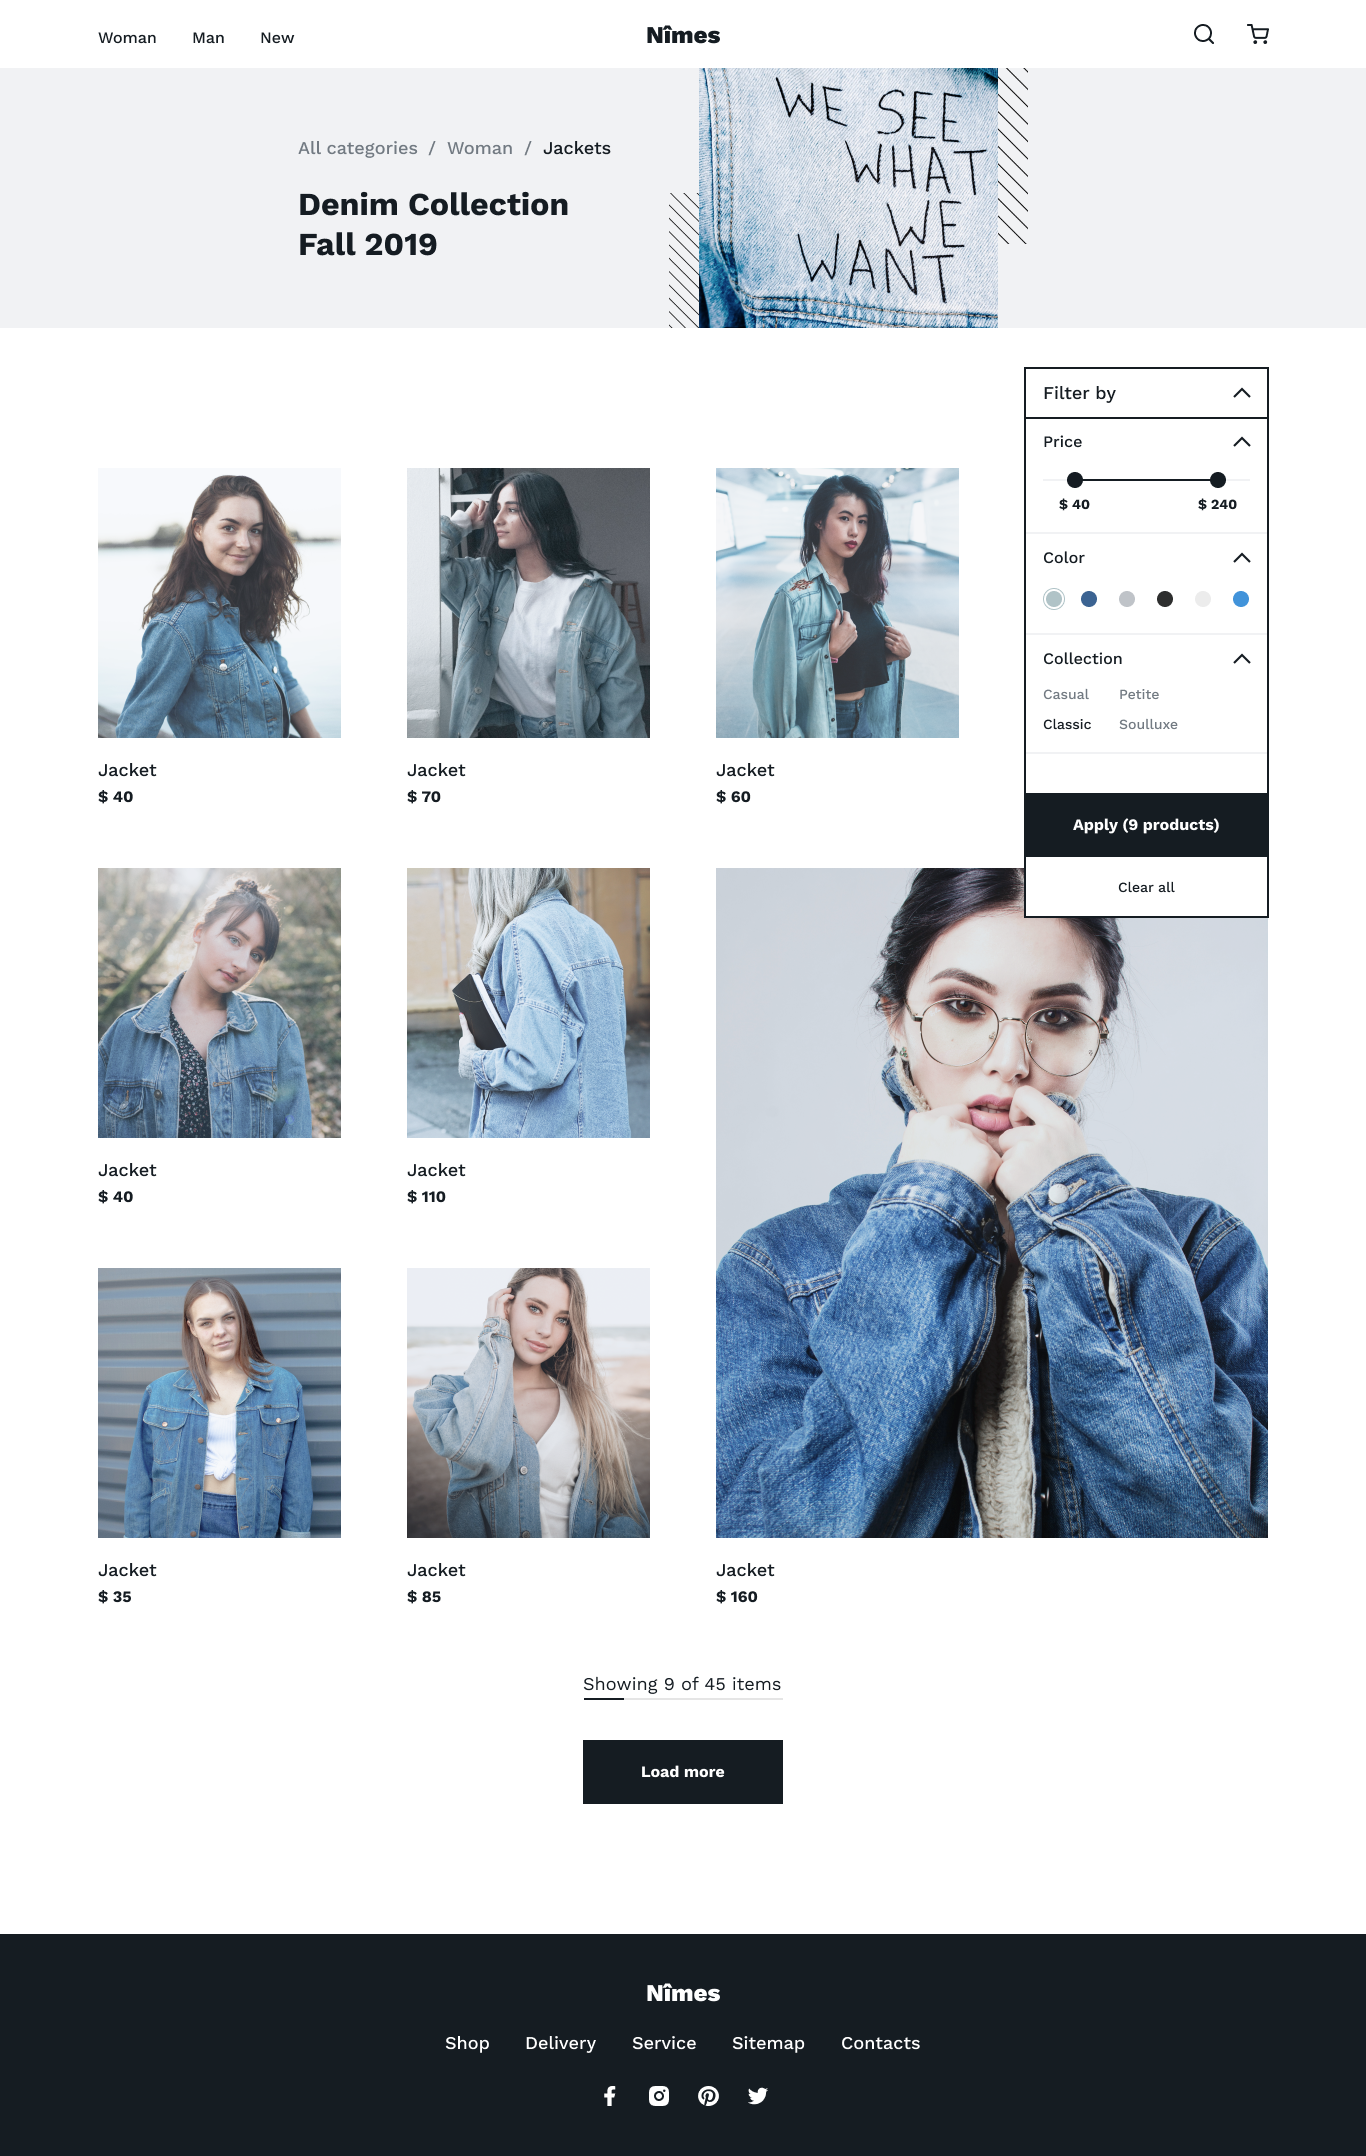 Woman Man New Nîmes
All categories / Woman / Jackets
Denim Collection
Fall 2019
WE SEE
WHAT
WE
WANT
Filter by
Price
$ 40 $ 240
Color
Collection
Casual Petite
Classic Soulluxe
Apply (9 products)
Clear all
Jacket
$ 40
Jacket
$ 70
Jacket
$ 60
Jacket
$ 40
Jacket
$ 110
Jacket
$ 35
Jacket
$ 85
Jacket
$ 160
Showing 9 of 45 items
Load more
Nîmes
Shop Delivery Service Sitemap Contacts